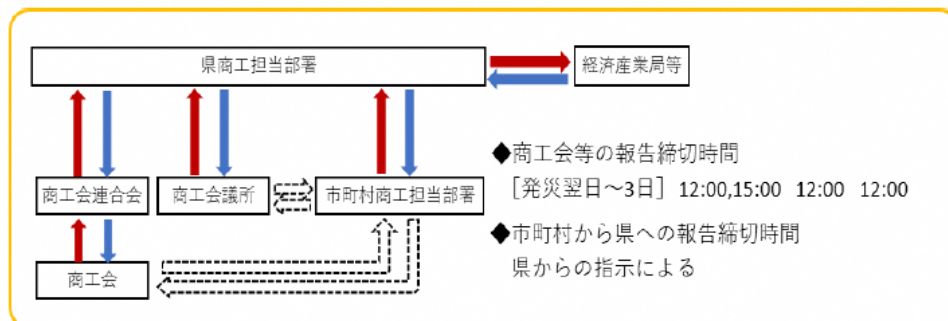 県商工担当部署
経済産業局等
商工会連合会
商工会議所
市町村商工担当部署
商工会
◆商工会等の報告締切時間
［発災翌日～3日］ 12:00,15:00 12:00 12:00
◆市町村から県への報告締切時間
県からの指示による